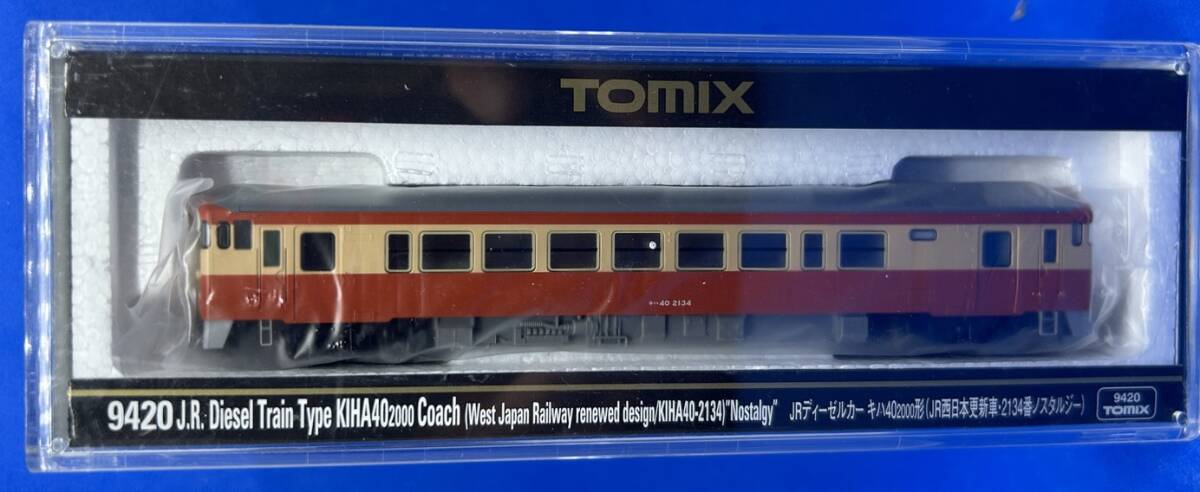 TOMIX
キハ40 2134
9420 J.R. Diesel Train Type KIHA402000 Coach (West Japan Railway renewed design/KIHA40-2134)"Nostalgy" JRディーゼルカー キハ402000形(JR西日本更新車・2134番ノスタルジー)
9420
TOMIX